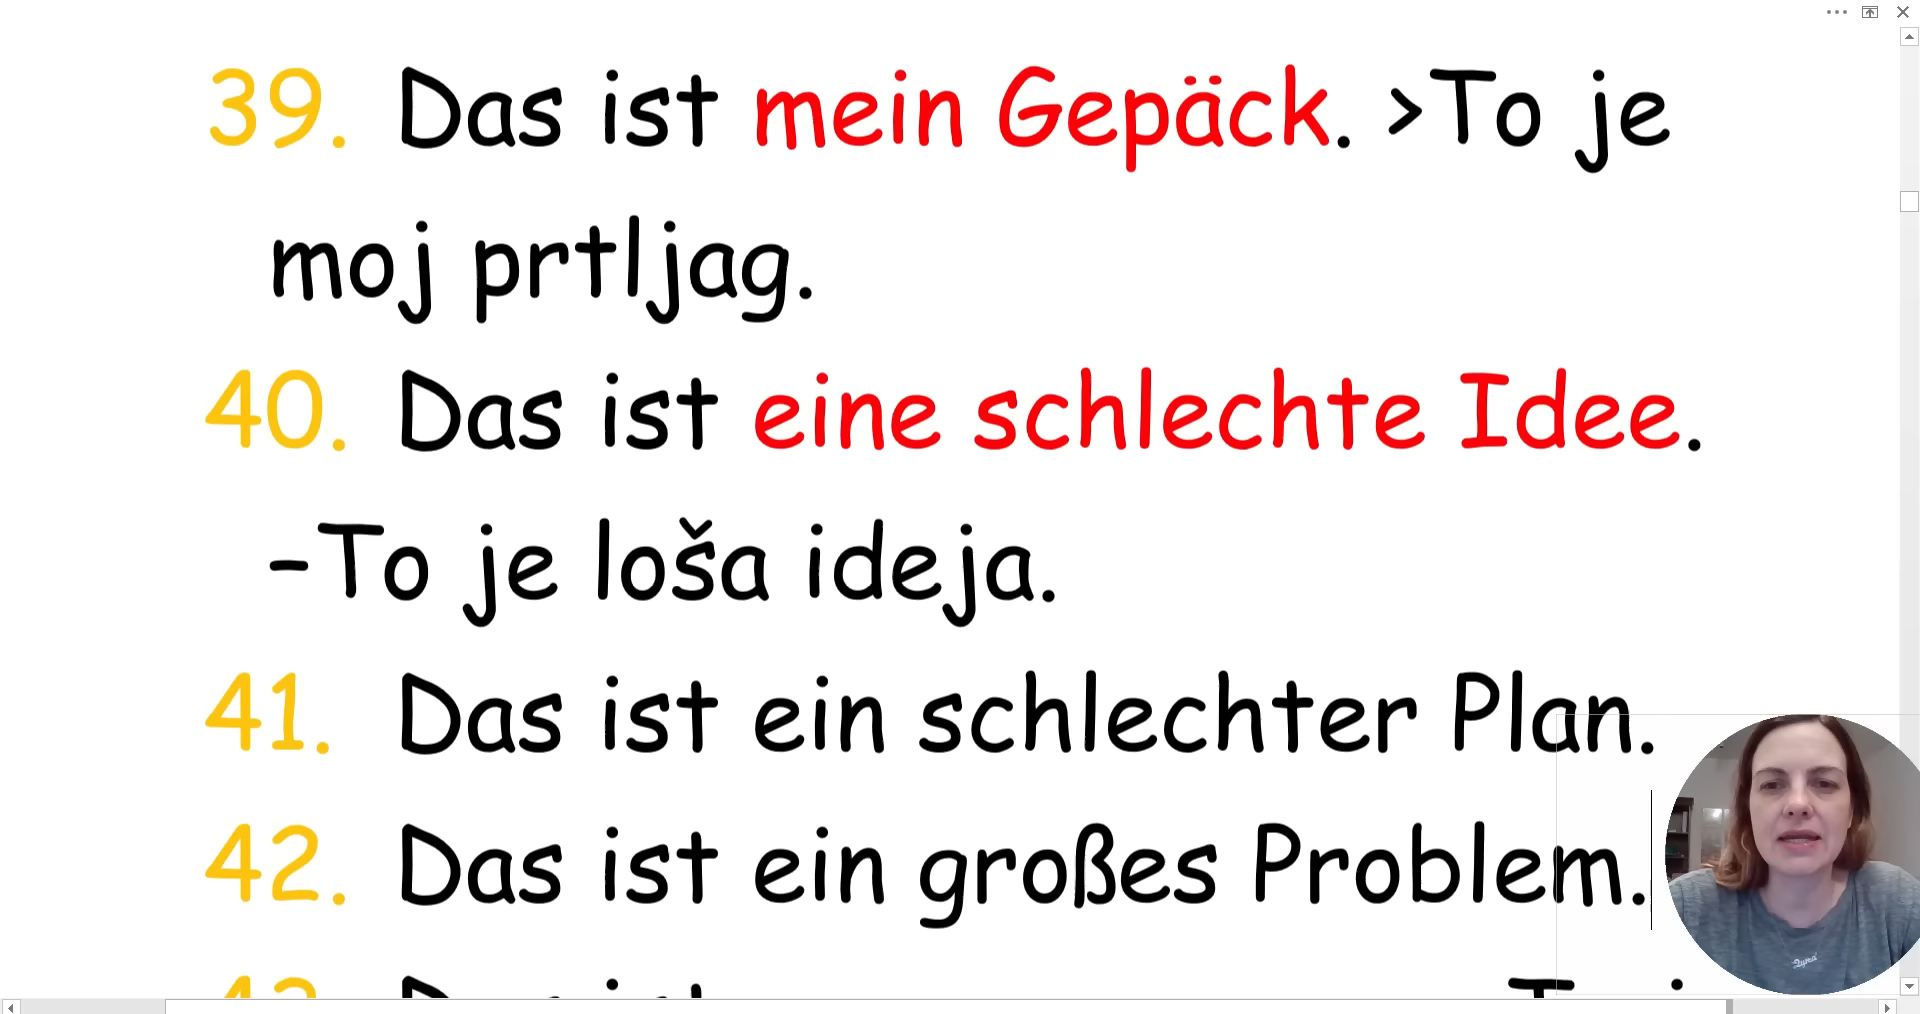 39. Das ist mein Gepäck. >To je
moj prtljag.
40. Das ist eine schlechte Idee.
-To je loša ideja.
41. Das ist ein schlechter Plan.
42. Das ist ein großes Problem.